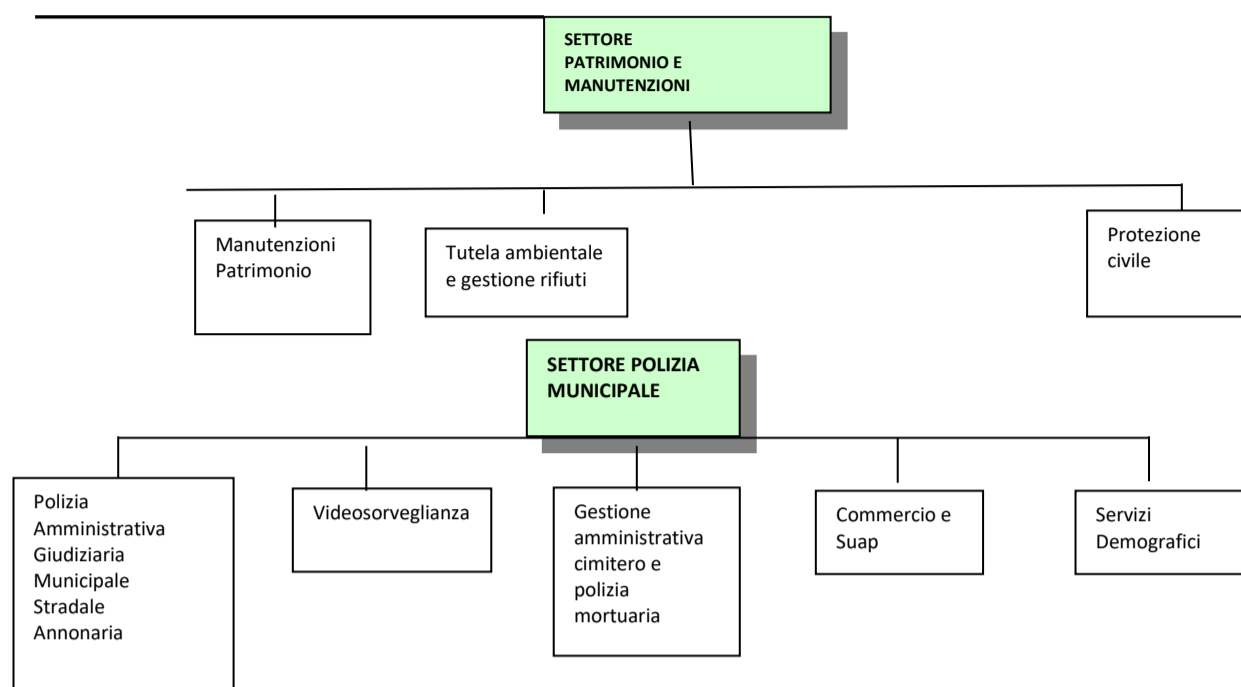 SETTORE
PATRIMONIO E
MANUTENZIONI
Manutenzioni
Patrimonio
Tutela ambientale
e gestione rifiuti
Protezione
civile
SETTORE POLIZIA
MUNICIPALE
Polizia
Amministrativa
Giudiziaria
Municipale
Stradale
Annonaria
Videosorveglianza
Gestione
amministrativa
cimitero e
polizia
mortuaria
Commercio e
Suap
Servizi
Demografici